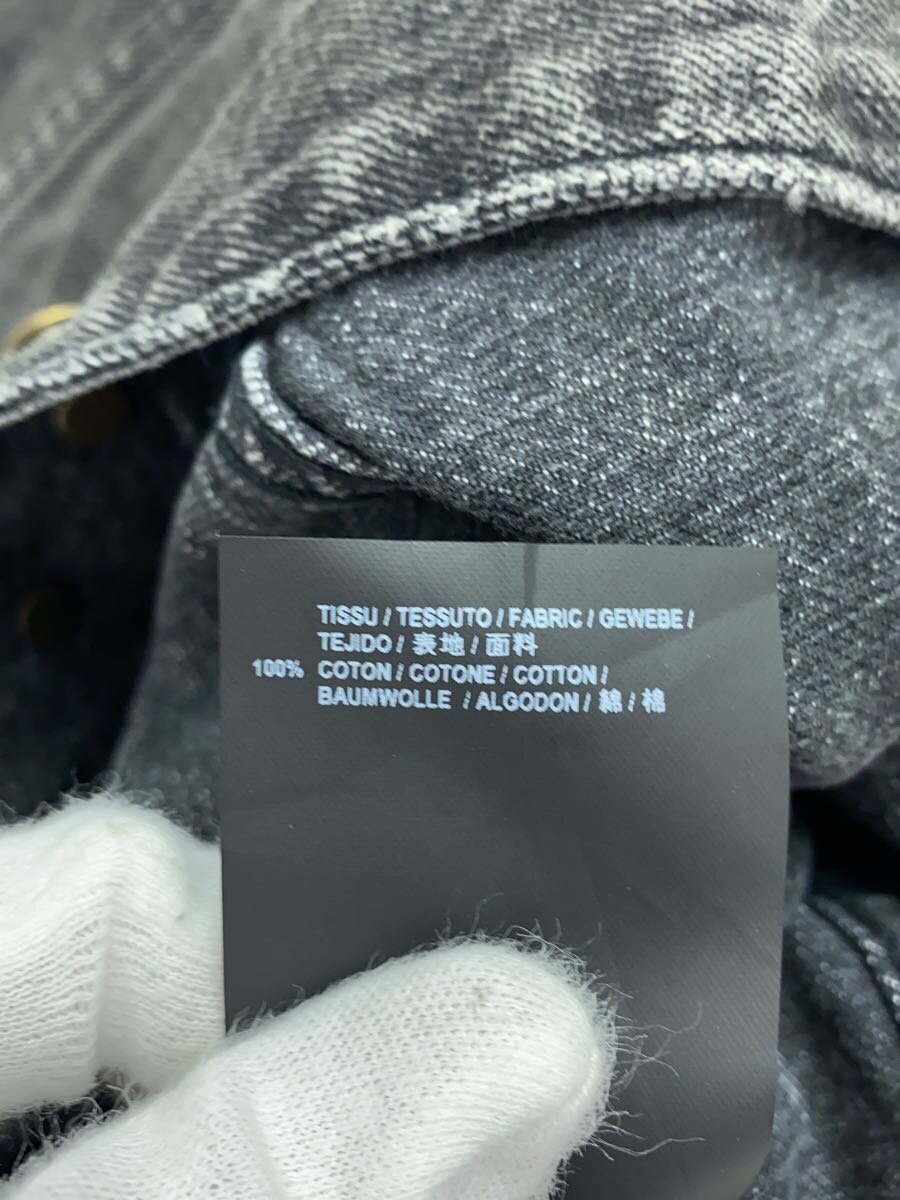 TISSU / TESSUTO / FABRIC / GEWEBE /
TEJIDO / 表地 / 面料
100% COTON / COTONE / COTTON /
BAUMWOLLE / ALGODON / 綿 / 棉